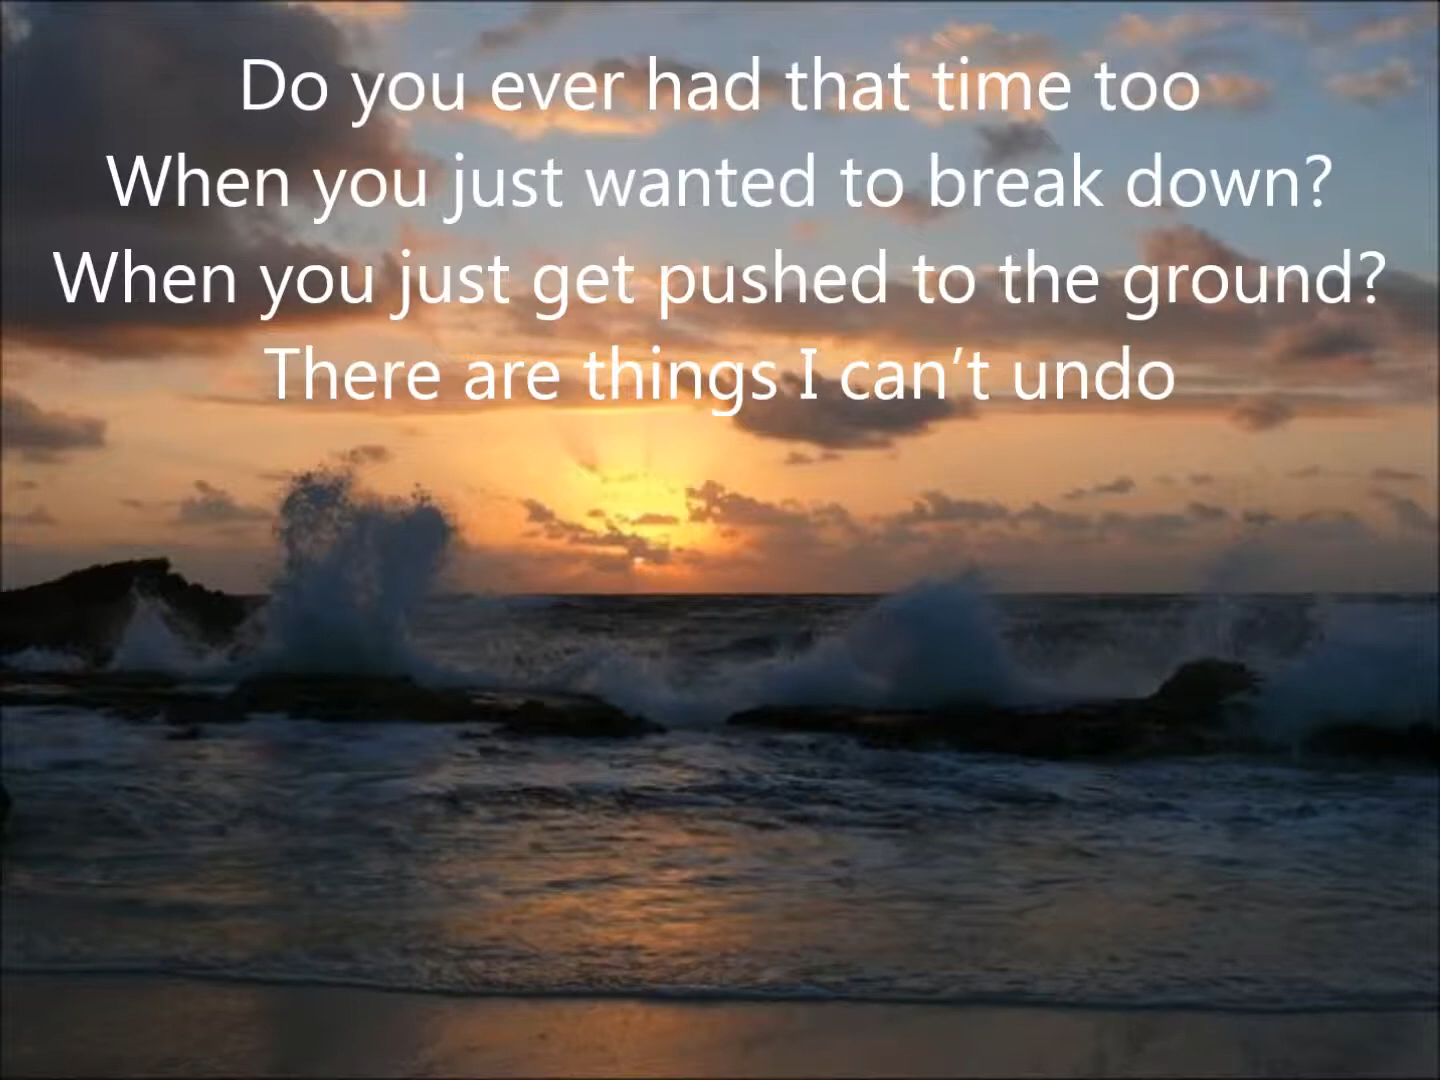 Do you ever had that time too
When you just wanted to break down?
When you just get pushed to the ground?
There are things I can’t undo